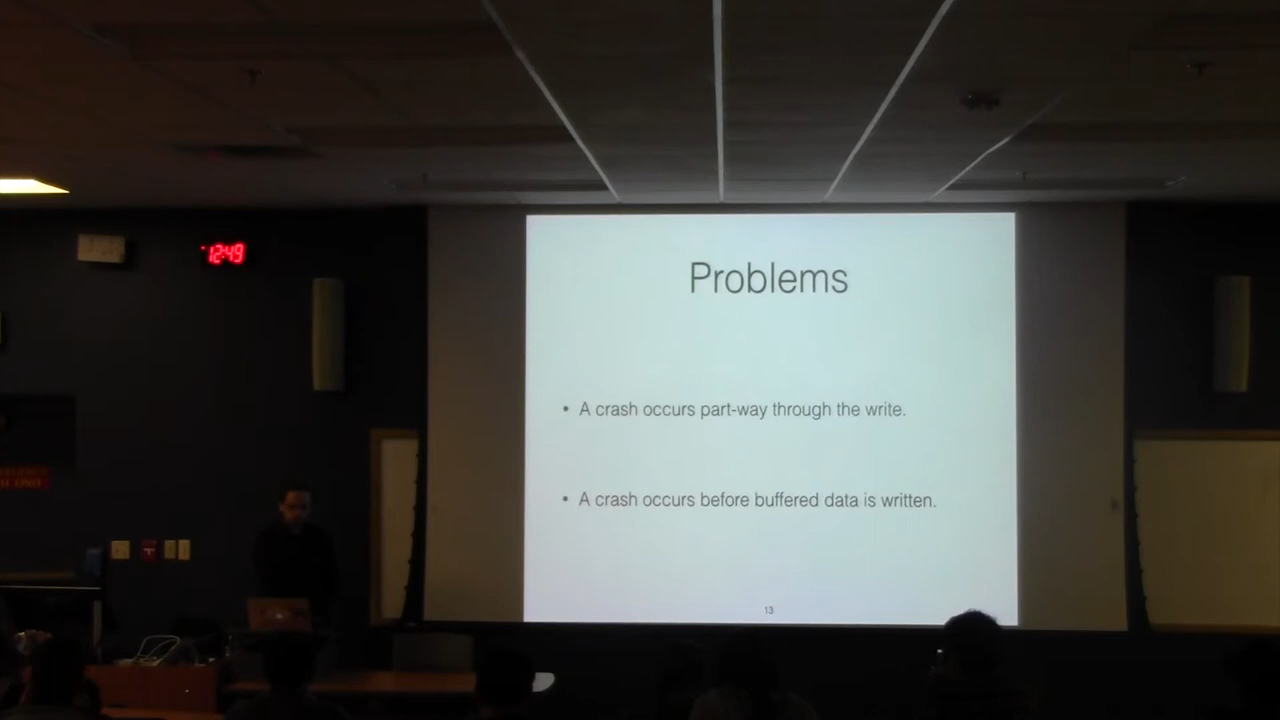 12:49
Problems
• A crash occurs part-way through the write.
• A crash occurs before buffered data is written.
13